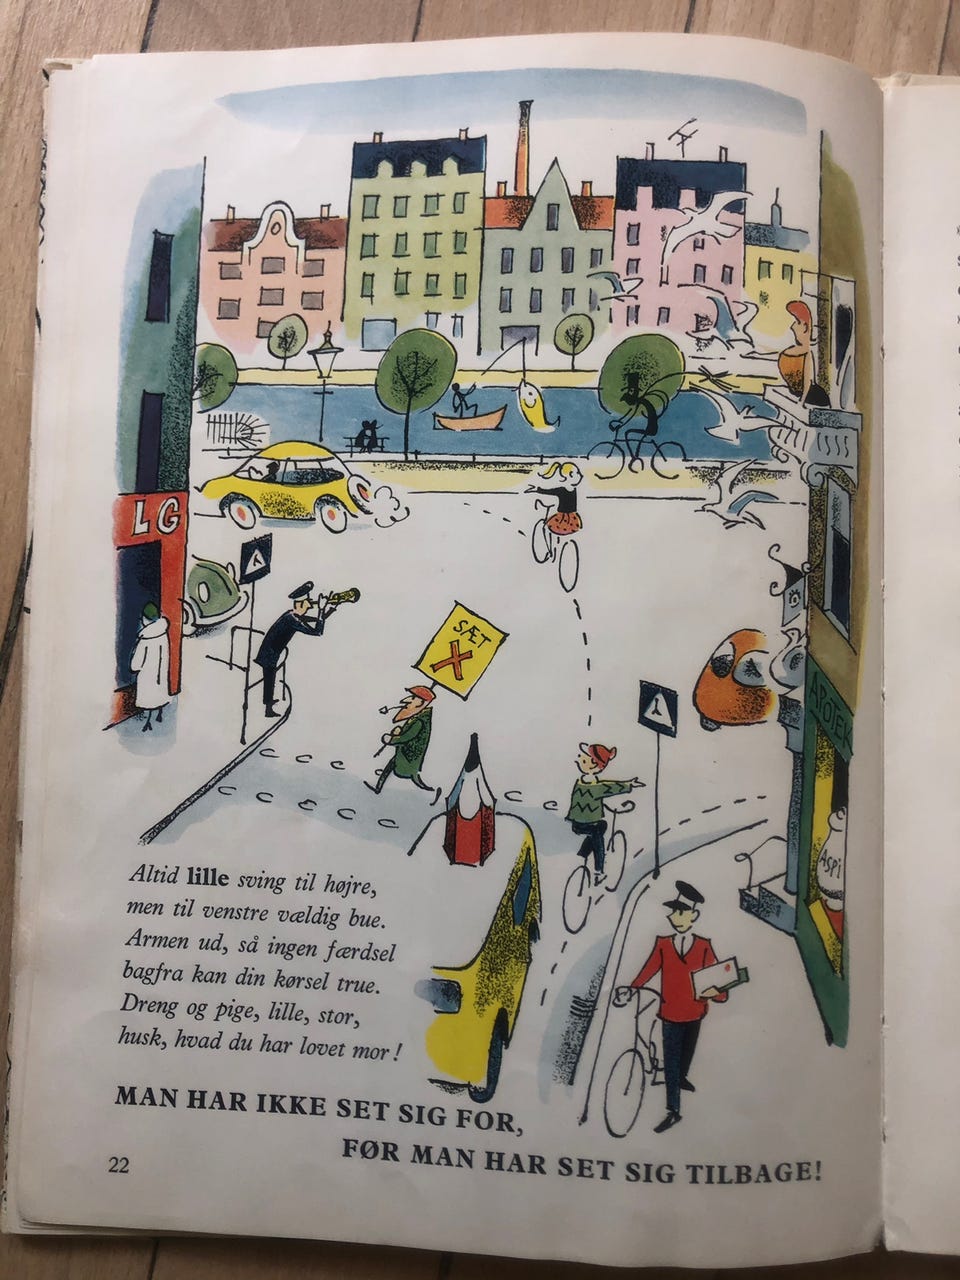 LG
SÆT
X
APOTEK
ASPI
Altid lille sving til højre,
men til venstre vældig bue.
Armen ud, så ingen færdsel
bagfra kan din kørsel true.
Dreng og pige, lille, stor,
husk, hvad du har lovet mor!
MAN HAR IKKE SET SIG FOR,
FØR MAN HAR SET SIG TILBAGE!
22